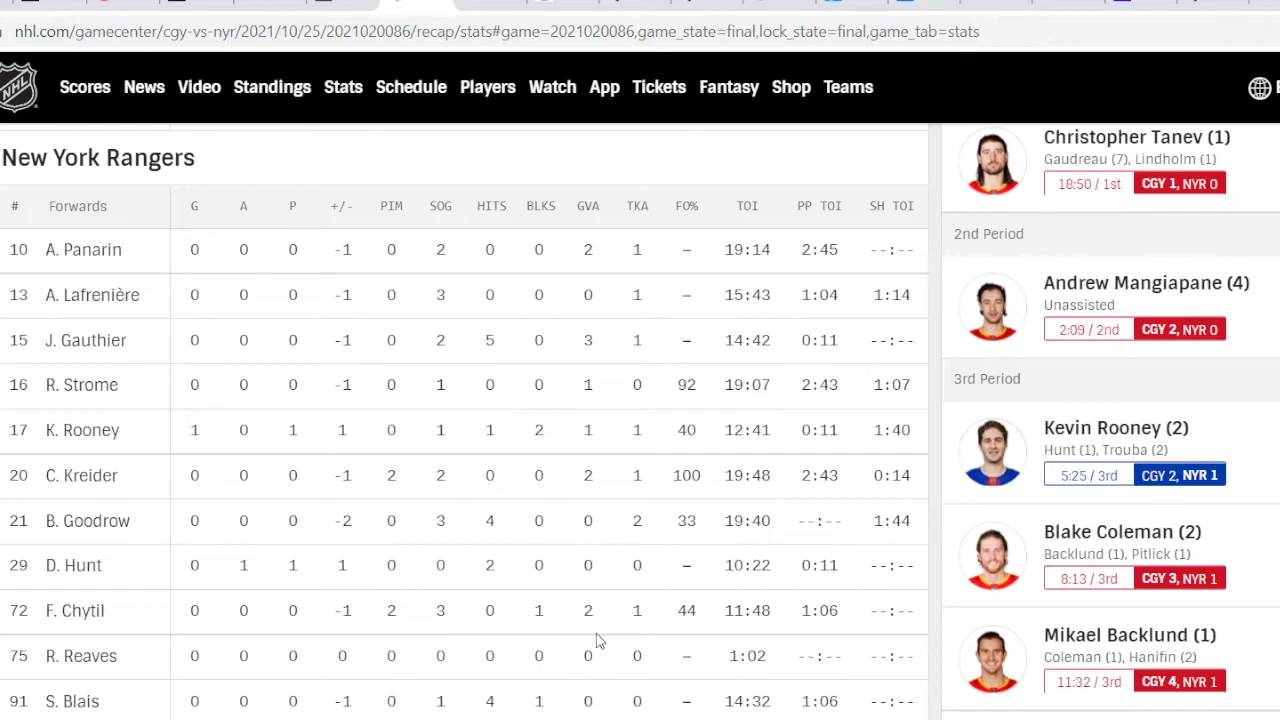 nhl.com/gamecenter/cgy-vs-nyr/2021/10/25/2021020086/recap/stats#game=2021020086,game_state=final,lock_state=final,game_tab=stats
NHL
Scores News Video Standings Stats Schedule Players Watch App Tickets Fantasy Shop Teams
New York Rangers
# Forwards G A P +/- PIM SOG HITS BLKS GVA TKA FO% TOI PP TOI SH TOI
10 A. Panarin 0 0 0 -1 0 2 0 0 2 1 – 19:14 2:45 --:--
13 A. Lafrenière 0 0 0 -1 0 3 0 0 0 1 – 15:43 1:04 1:14
15 J. Gauthier 0 0 0 -1 0 2 5 0 3 1 – 14:42 0:11 --:--
16 R. Strome 0 0 0 -1 0 1 0 0 1 0 92 19:07 2:43 1:07
17 K. Rooney 1 0 1 1 0 1 1 2 1 1 40 12:41 0:11 1:40
20 C. Kreider 0 0 0 -1 2 2 0 0 2 1 100 19:48 2:43 0:14
21 B. Goodrow 0 0 0 -2 0 3 4 0 0 2 33 19:40 --:-- 1:44
29 D. Hunt 0 1 1 1 0 0 2 0 0 0 – 10:22 0:11 --:--
72 F. Chytil 0 0 0 -1 2 3 0 1 2 1 44 11:48 1:06 --:--
75 R. Reaves 0 0 0 0 0 0 0 0 0 0 – 1:02 --:-- --:--
91 S. Blais 0 0 0 -1 0 1 4 1 0 0 – 14:32 1:06 --:--
Christopher Tanev (1)
Gaudreau (7), Lindholm (1)
18:50 / 1st CGY 1, NYR 0
2nd Period
Andrew Mangiapane (4)
Unassisted
2:09 / 2nd CGY 2, NYR 0
3rd Period
Kevin Rooney (2)
Hunt (1), Trouba (2)
5:25 / 3rd CGY 2, NYR 1
Blake Coleman (2)
Backlund (1), Pitlick (1)
8:13 / 3rd CGY 3, NYR 1
Mikael Backlund (1)
Coleman (1), Hanifin (2)
11:32 / 3rd CGY 4, NYR 1